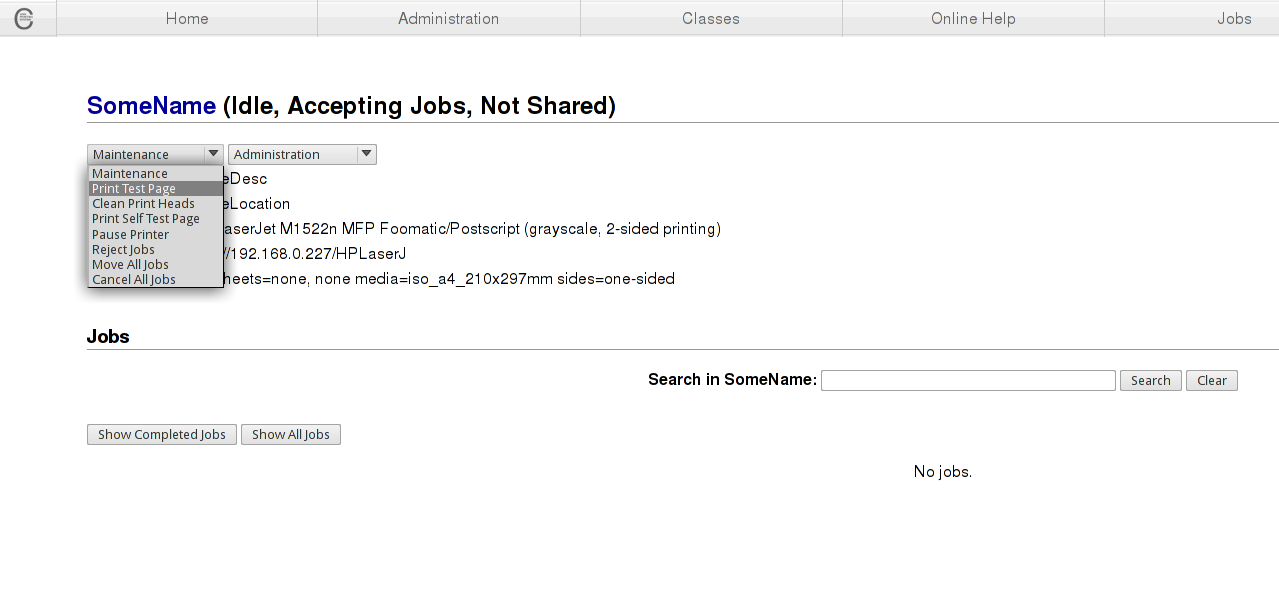 Home Administration Classes Online Help Jobs
SomeName (Idle, Accepting Jobs, Not Shared)
Maintenance Administration
Maintenance
Print Test Page
Clean Print Heads
Print Self Test Page
Pause Printer
Reject Jobs
Move All Jobs
Cancel All Jobs
eDesc
eLocation
aserJet M1522n MFP Foomatic/Postscript (grayscale, 2-sided printing)
//192.168.0.227/HPLaserJ
heets=none, none media=iso_a4_210x297mm sides=one-sided
Jobs
Search in SomeName: Search Clear
Show Completed Jobs Show All Jobs
No jobs.